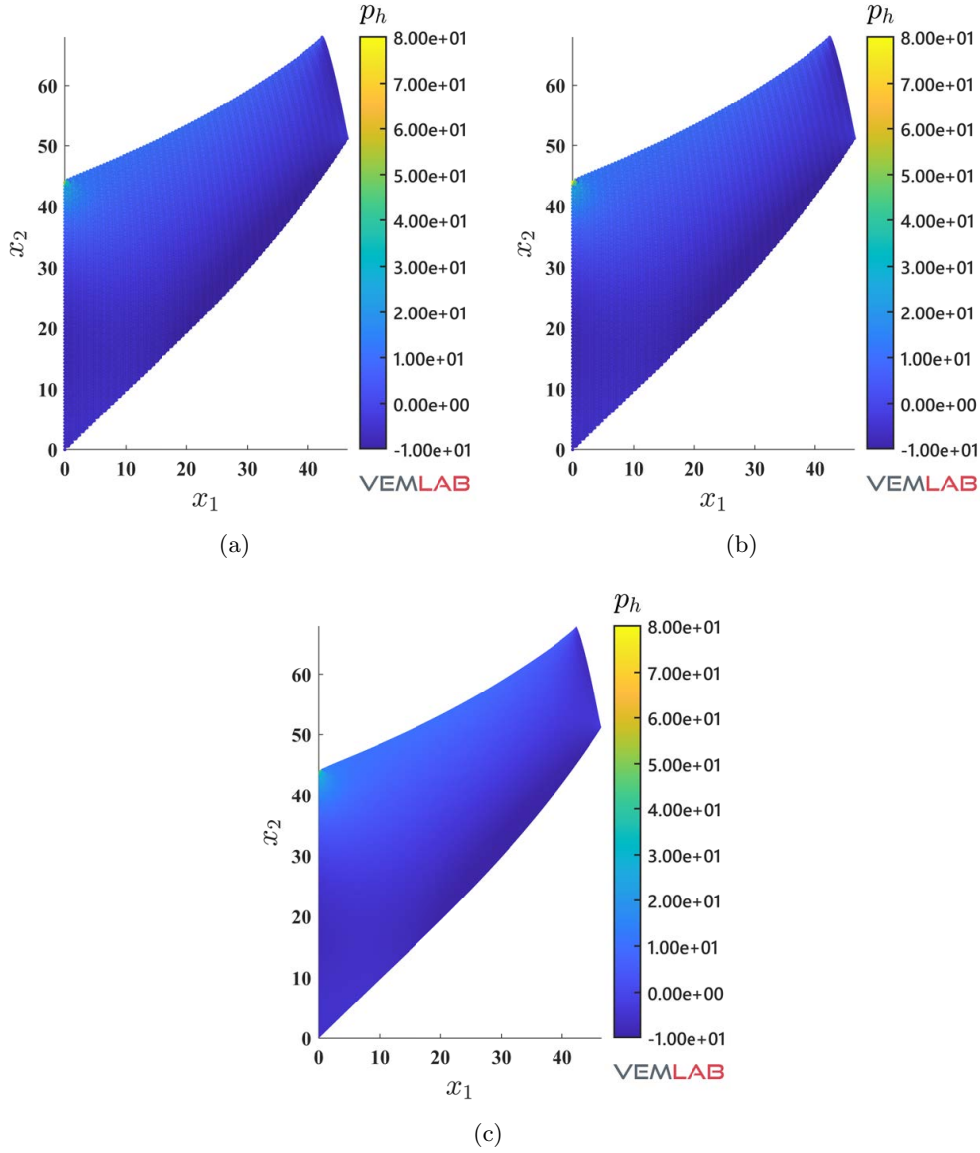 p_h
8.00e+01
7.00e+01
6.00e+01
5.00e+01
4.00e+01
3.00e+01
2.00e+01
1.00e+01
0.00e+00
-1.00e+01
60
50
40
30
20
10
0
x_2
0 10 20 30 40
x_1
VEMLAB
(a)
p_h
8.00e+01
7.00e+01
6.00e+01
5.00e+01
4.00e+01
3.00e+01
2.00e+01
1.00e+01
0.00e+00
-1.00e+01
60
50
40
30
20
10
0
x_2
0 10 20 30 40
x_1
VEMLAB
(b)
p_h
8.00e+01
7.00e+01
6.00e+01
5.00e+01
4.00e+01
3.00e+01
2.00e+01
1.00e+01
0.00e+00
-1.00e+01
60
50
40
30
20
10
0
x_2
0 10 20 30 40
x_1
VEMLAB
(c)